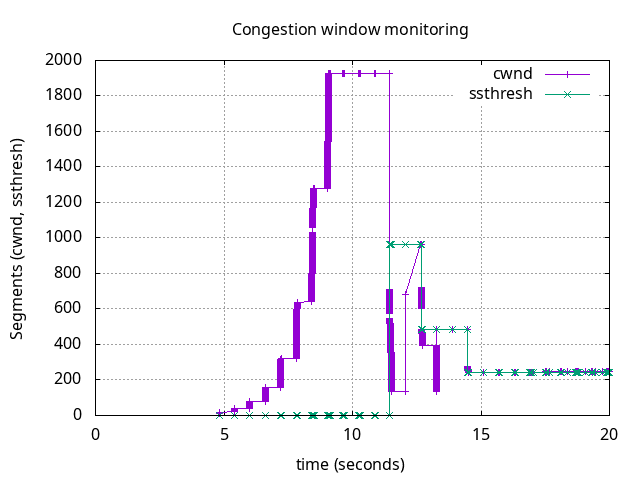 Congestion window monitoring
2000
1800
1600
1400
1200
1000
800
600
400
200
0
Segments (cwnd, ssthresh)
cwnd
ssthresh
0 5 10 15 20
time (seconds)